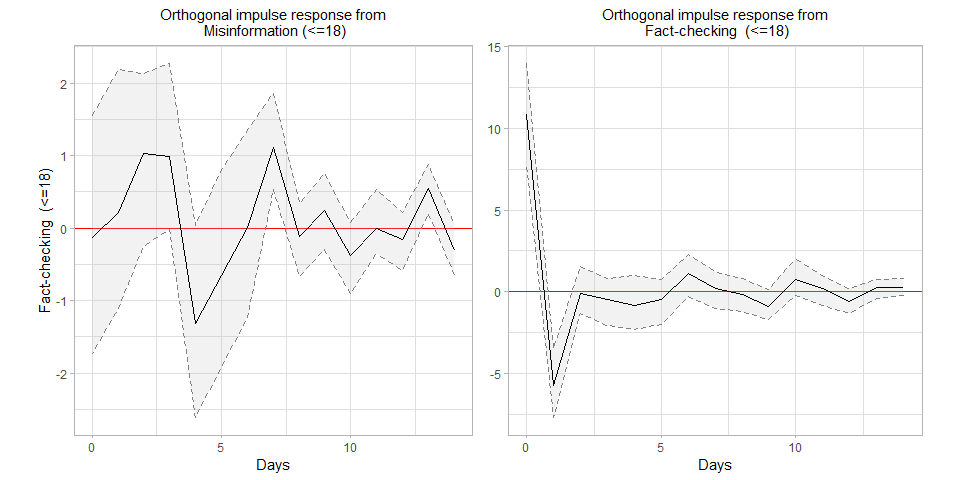 Orthogonal impulse response from
Misinformation (<=18)
Fact-checking (<=18)
2
1
0
-1
-2
0
5
10
Days
Orthogonal impulse response from
Fact-checking (<=18)
15
10
5
0
-5
0
5
10
Days